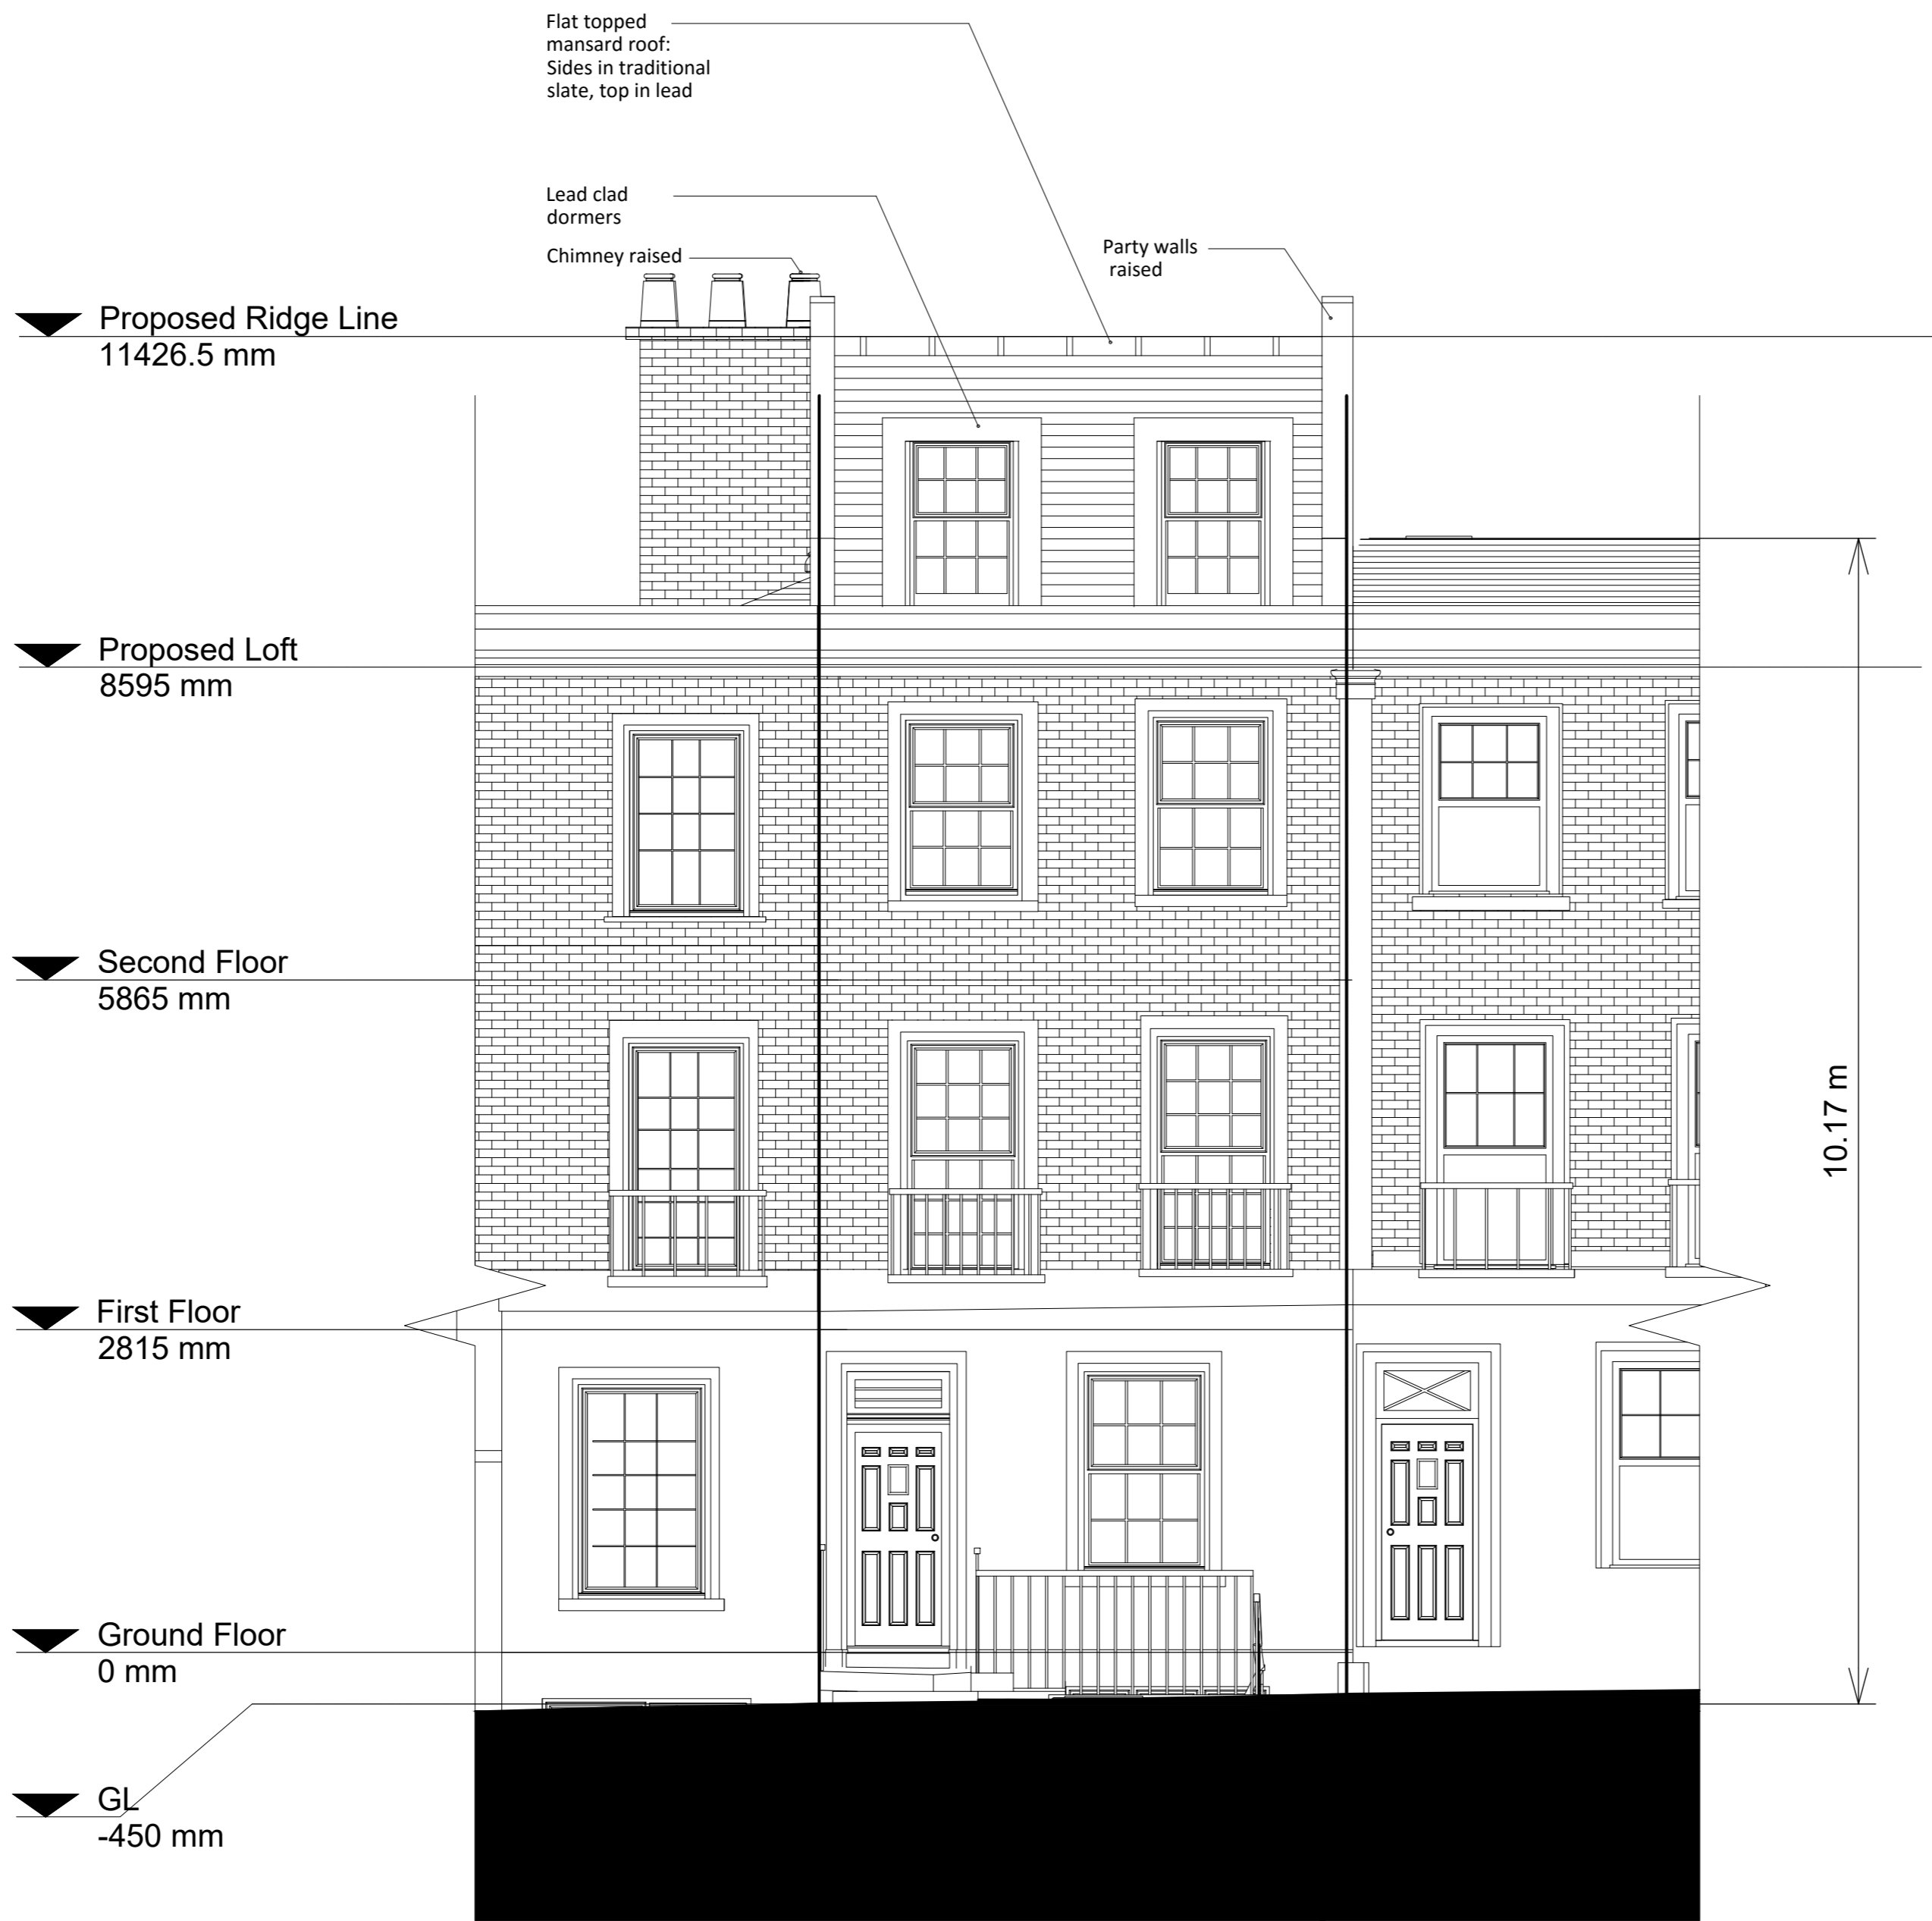 Flat topped
mansard roof:
Sides in traditional
slate, top in lead
Lead clad
dormers
Chimney raised
Party walls
raised
Proposed Ridge Line
11426.5 mm
Proposed Loft
8595 mm
Second Floor
5865 mm
10.17 m
First Floor
2815 mm
Ground Floor
0 mm
GL
-450 mm